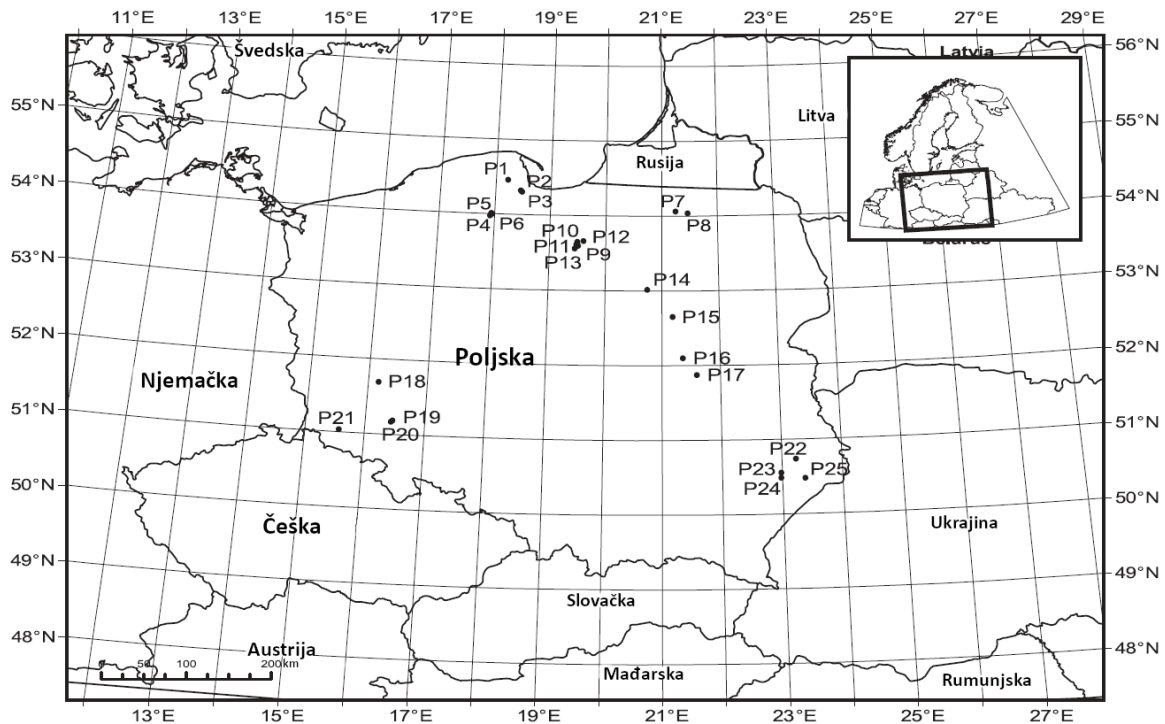 11°E 13°E 15°E 17°E 19°E 21°E 23°E 25°E 27°E 29°E
Švedska
Latvia
56°N
55°N
Litva
55°N
Rusija
54°N
P1
P2
P3
P5
P4 P6
P7
P8
54°N
P10 P12
P11 P9
P13
53°N
P14
53°N
P15
52°N
Poljska
P16
P17
52°N
Njemačka
P18
51°N
P21
P19
P20
51°N
P22
P23 P25
P24
50°N
50°N
Češka
Ukrajina
49°N
49°N
Slovačka
48°N
Austrija
48°N
50 100 200 km
Mađarska
Rumunjska
13°E 15°E 17°E 19°E 21°E 23°E 25°E 27°E